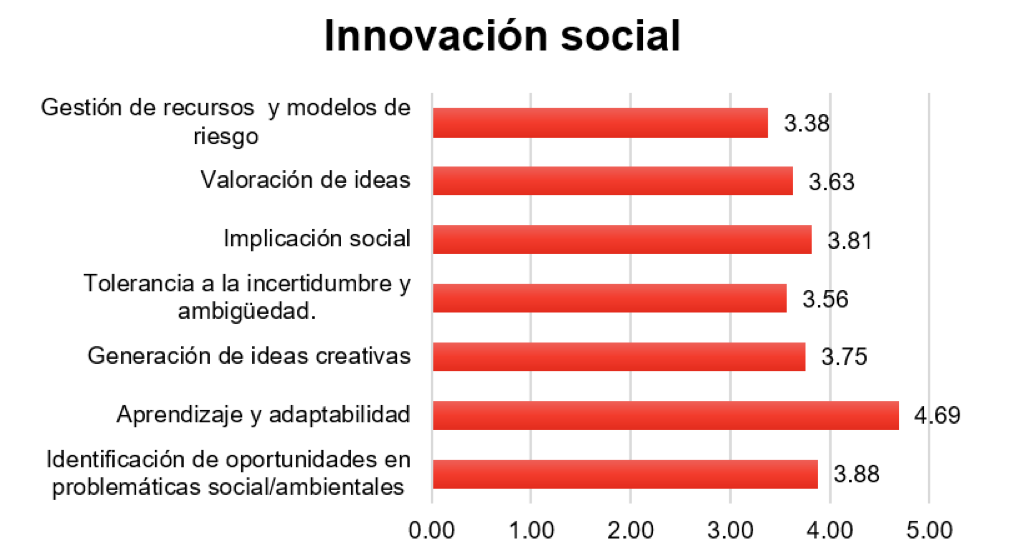 Innovación social
Gestión de recursos  y modelos de
riesgo
3.38
Valoración de ideas
3.63
Implicación social
3.81
Tolerancia a la incertidumbre y
ambigüedad.
3.56
Generación de ideas creativas
3.75
Aprendizaje y adaptabilidad
4.69
Identificación de oportunidades en
problemáticas social/ambientales
3.88
0.00 1.00 2.00 3.00 4.00 5.00